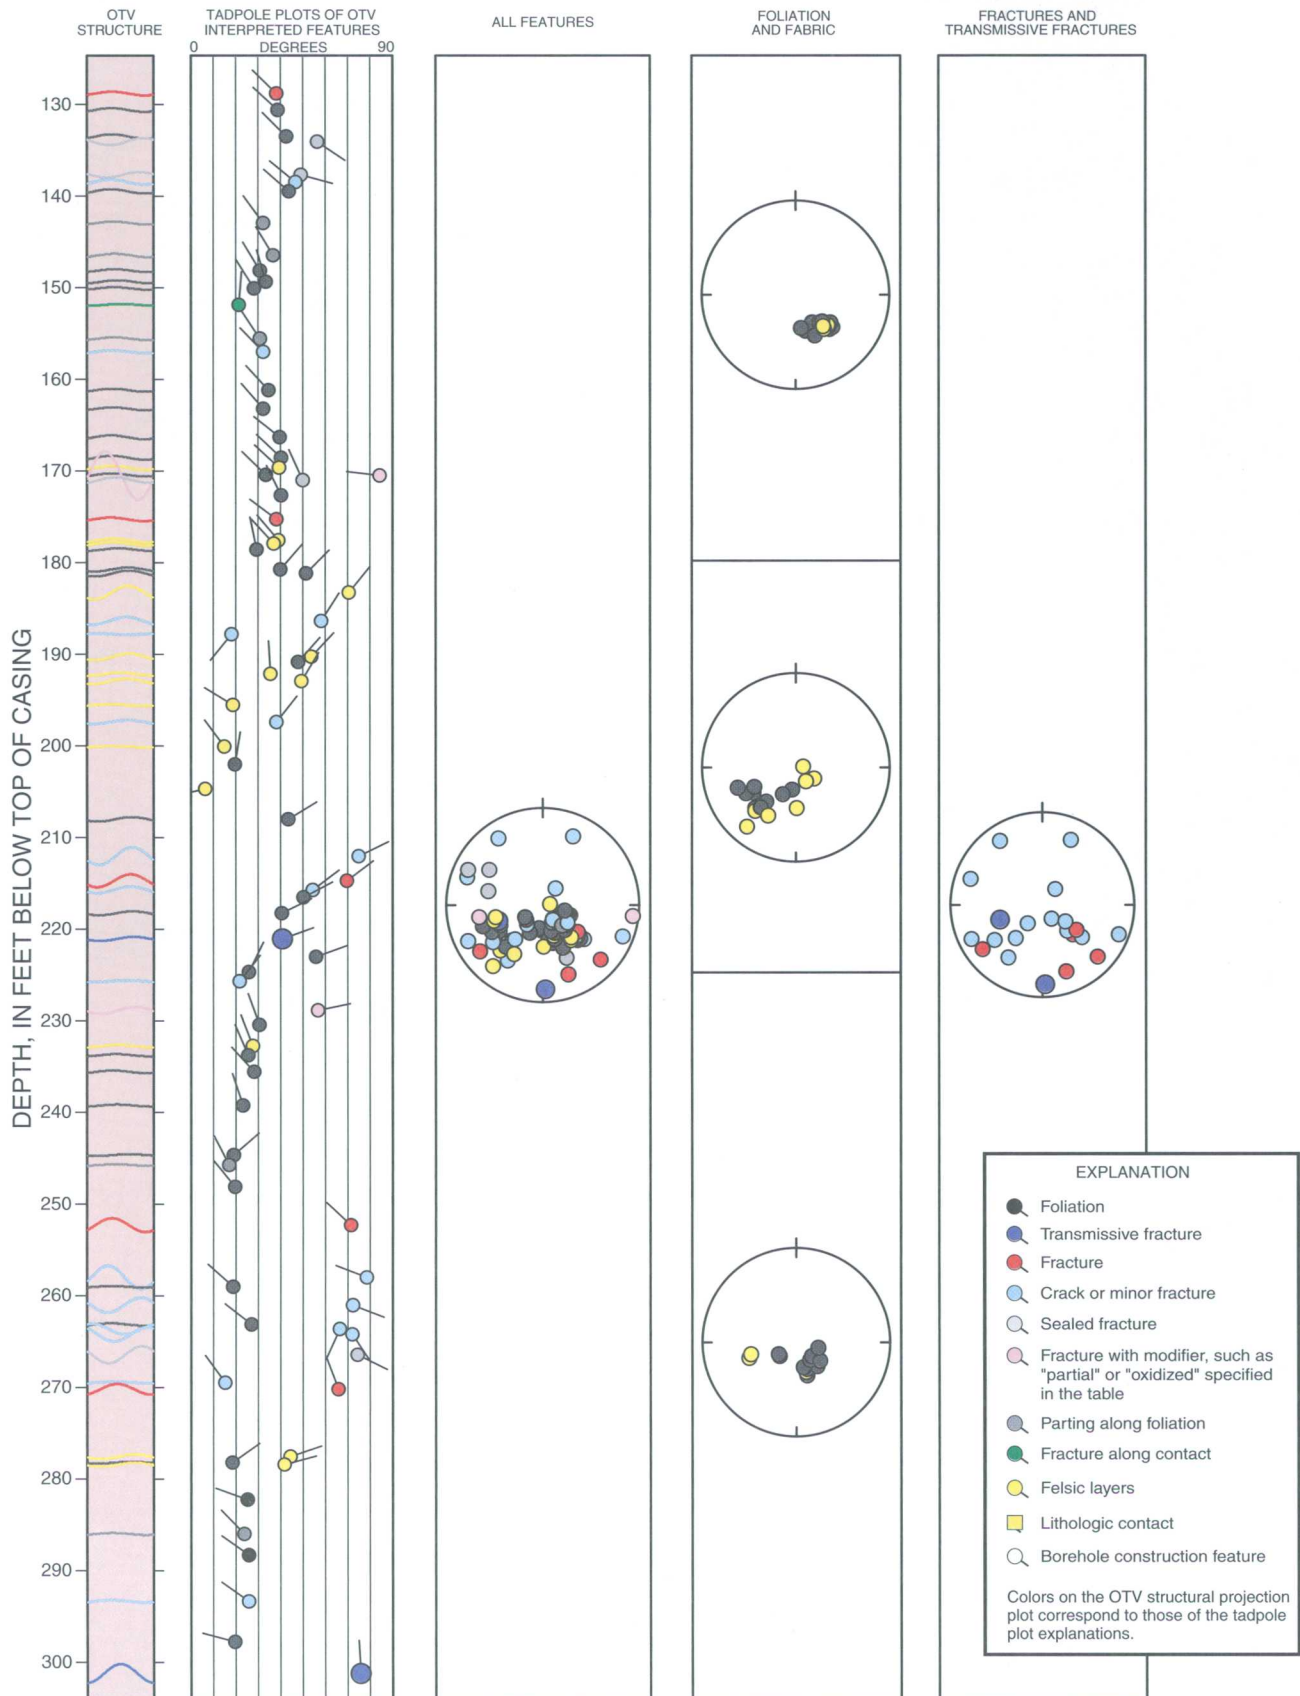 OTV
STRUCTURE
TADPOLE PLOTS OF OTV
INTERPRETED FEATURES
DEGREES
0
90
ALL FEATURES
FOLIATION
AND FABRIC
FRACTURES AND
TRANSMISSIVE FRACTURES
DEPTH, IN FEET BELOW TOP OF CASING
130
140
150
160
170
180
190
200
210
220
230
240
250
260
270
280
290
300
EXPLANATION
Foliation
Transmissive fracture
Fracture
Crack or minor fracture
Sealed fracture
Fracture with modifier, such as
"partial" or "oxidized" specified
in the table
Parting along foliation
Fracture along contact
Felsic layers
Lithologic contact
Borehole construction feature
Colors on the OTV structural projection
plot correspond to those of the tadpole
plot explanations.